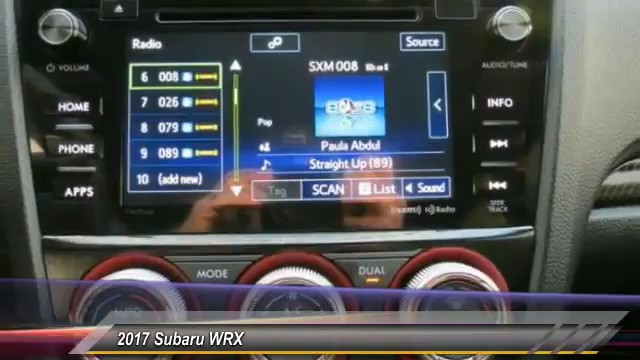 Radio
Source
VOLUME
AUDIO/TUNE
SXM 008
6 008
HOME
7 026
INFO
8 079
Pop
PHONE
9 089
Paula Abdul
Straight Up (89)
10 (add new)
APPS
Tag
SCAN
List
Sound
SEEK
TRACK
MODE
DUAL
AUTO
2017 Subaru WRX